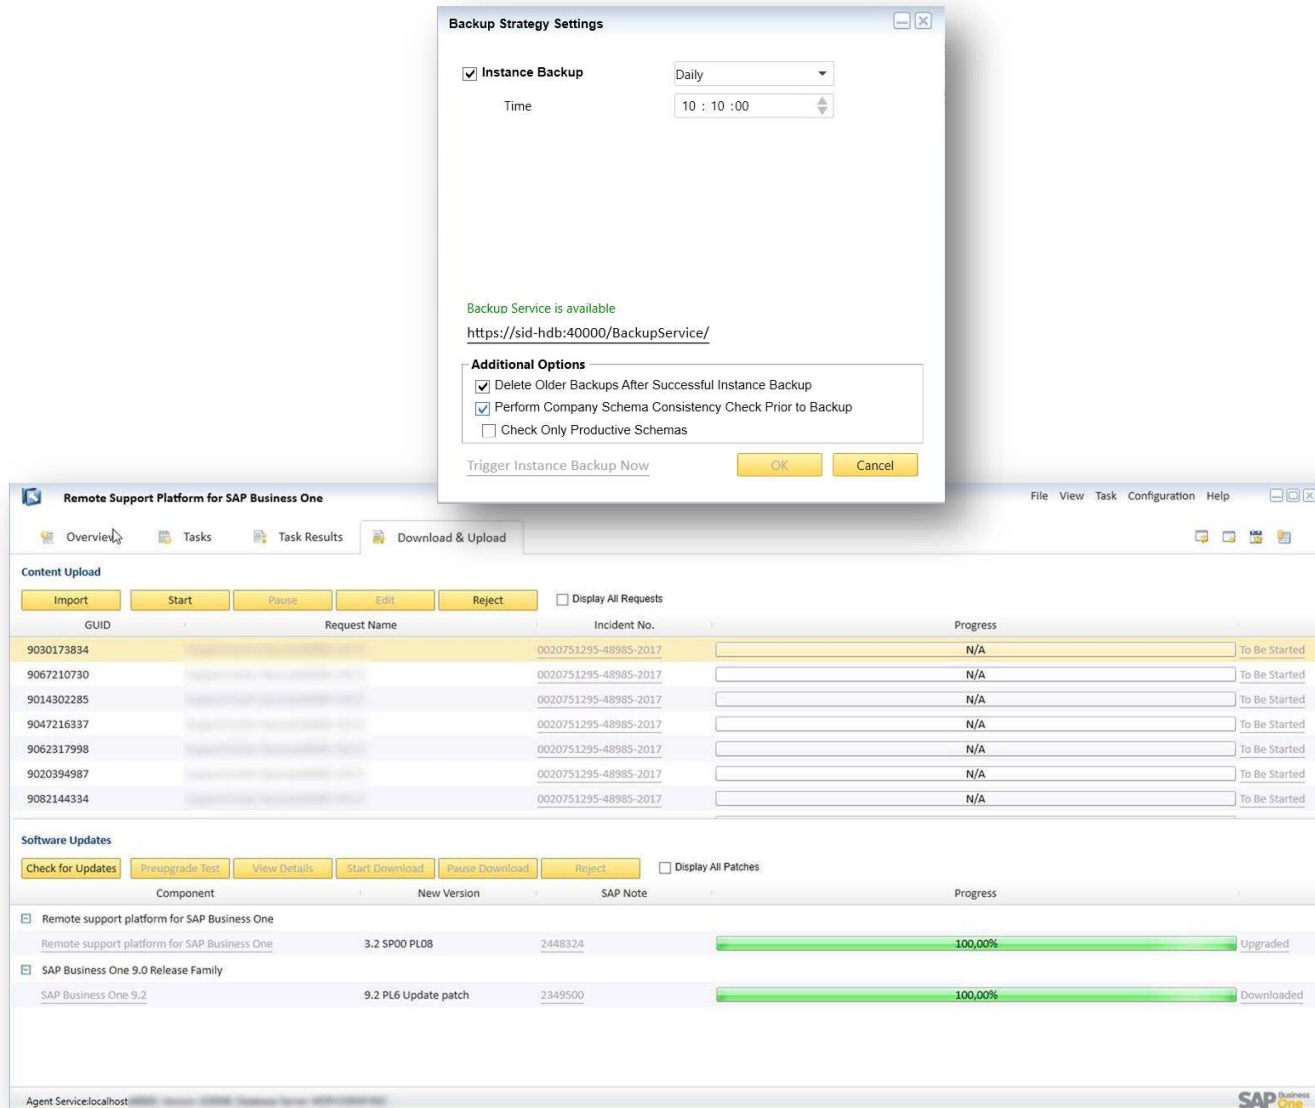 Backup Strategy Settings
Instance Backup Daily
Time 10 : 10 :00
Backup Service is available
https://sid-hdb:40000/BackupService/
Additional Options
Delete Older Backups After Successful Instance Backup
Perform Company Schema Consistency Check Prior to Backup
Check Only Productive Schemas
Trigger Instance Backup Now OK Cancel
Remote Support Platform for SAP Business One File View Task Configuration Help
Overview Tasks Task Results Download & Upload
Content Upload
Import Start Pause Edit Reject Display All Requests
GUID Request Name Incident No. Progress
9030173834 0020751295-48985-2017 N/A To Be Started
9067210730 0020751295-48985-2017 N/A To Be Started
9014302285 0020751295-48985-2017 N/A To Be Started
9047216337 0020751295-48985-2017 N/A To Be Started
9062317998 0020751295-48985-2017 N/A To Be Started
9020394987 0020751295-48985-2017 N/A To Be Started
9082144334 0020751295-48985-2017 N/A To Be Started
Software Updates
Check for Updates Preupgrade Test View Details Start Download Pause Download Reject Display All Patches
Component New Version SAP Note Progress
Remote support platform for SAP Business One
Remote support platform for SAP Business One 3.2 SP00 PL08 2448324 100,00% Upgraded
SAP Business One 9.0 Release Family
SAP Business One 9.2 9.2 PL6 Update patch 2349500 100,00% Downloaded
Agent Service:localhost
SAP Business One